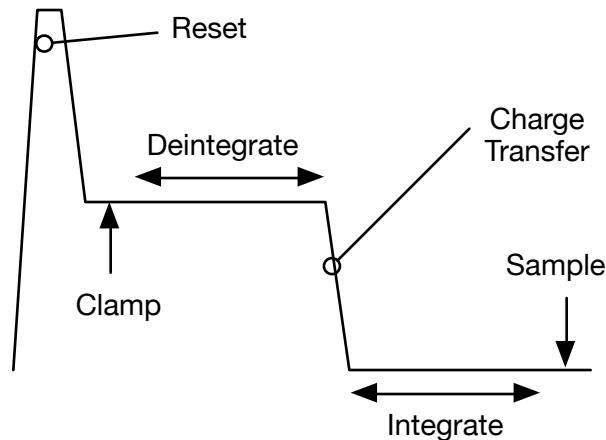 Reset
Deintegrate
Charge
Transfer
Clamp
Sample
Integrate